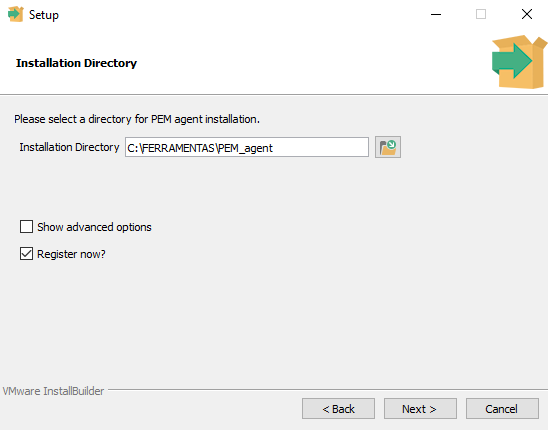 Setup
Installation Directory
Please select a directory for PEM agent installation.
Installation Directory C:\FERRAMENTAS\PEM_agent
Show advanced options
Register now?
VMware InstallBuilder
< Back Next > Cancel